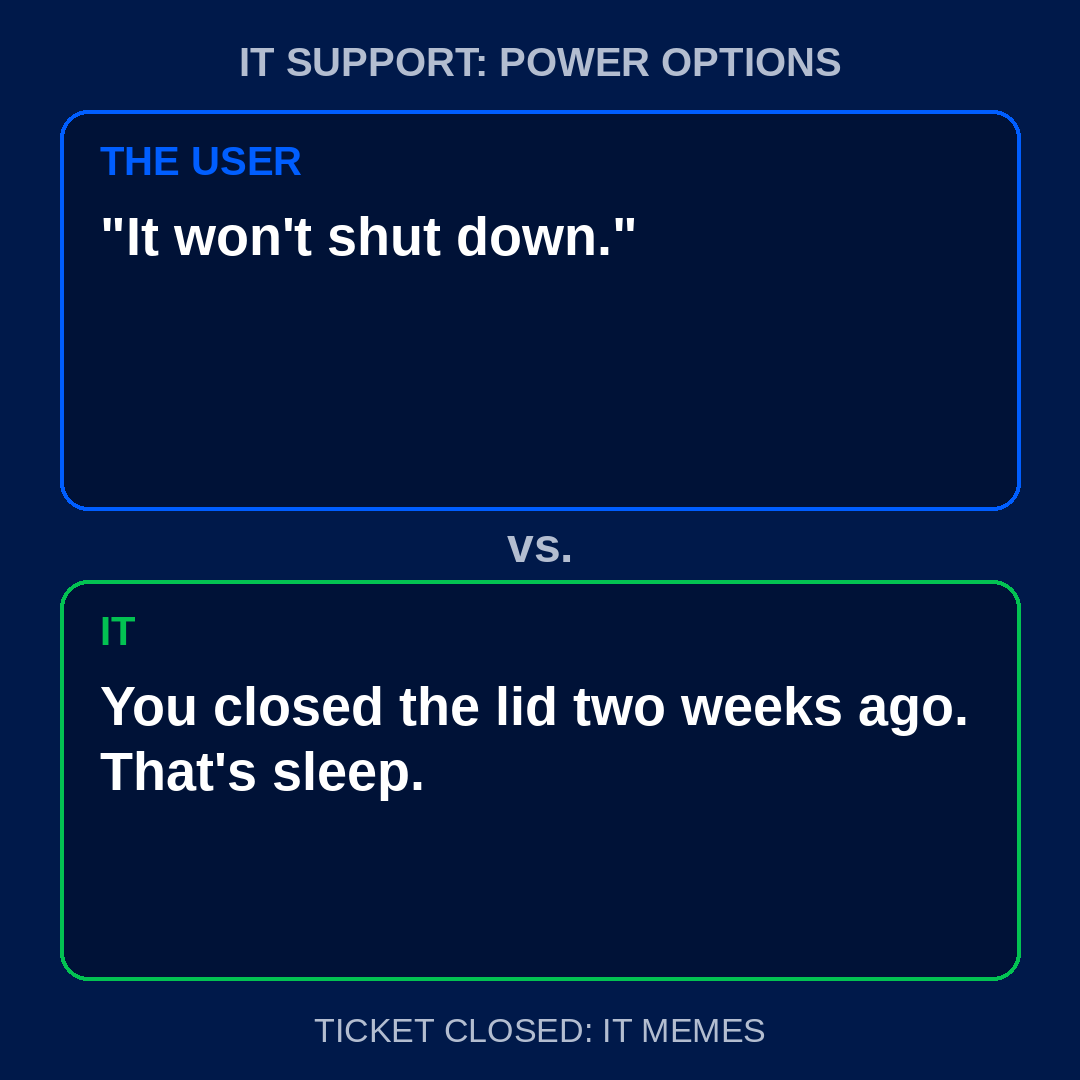 IT SUPPORT: POWER OPTIONS
THE USER
"It won't shut down."
vs.
IT
You closed the lid two weeks ago.
That's sleep.
TICKET CLOSED: IT MEMES